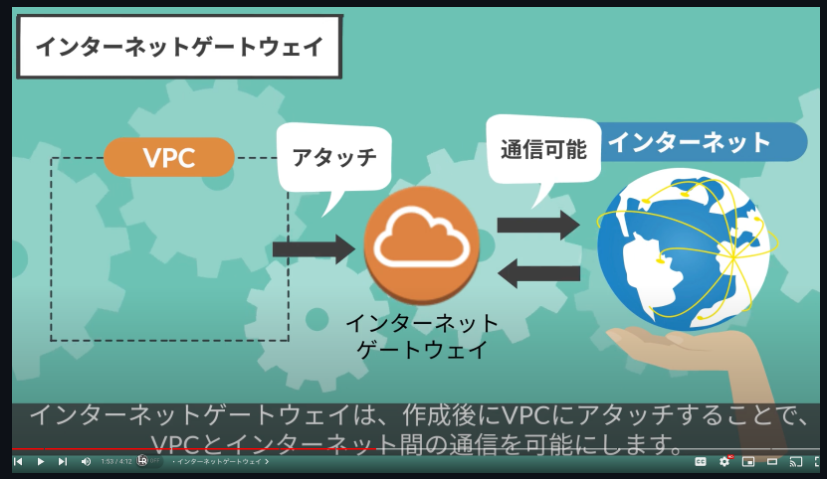 インターネットゲートウェイ
VPC
アタッチ
通信可能
インターネット
インターネット
ゲートウェイ
インターネットゲートウェイは、作成後にVPCにアタッチすることで、
VPCとインターネット間の通信を可能にします。
1:53 / 4:12
・インターネットゲートウェイ